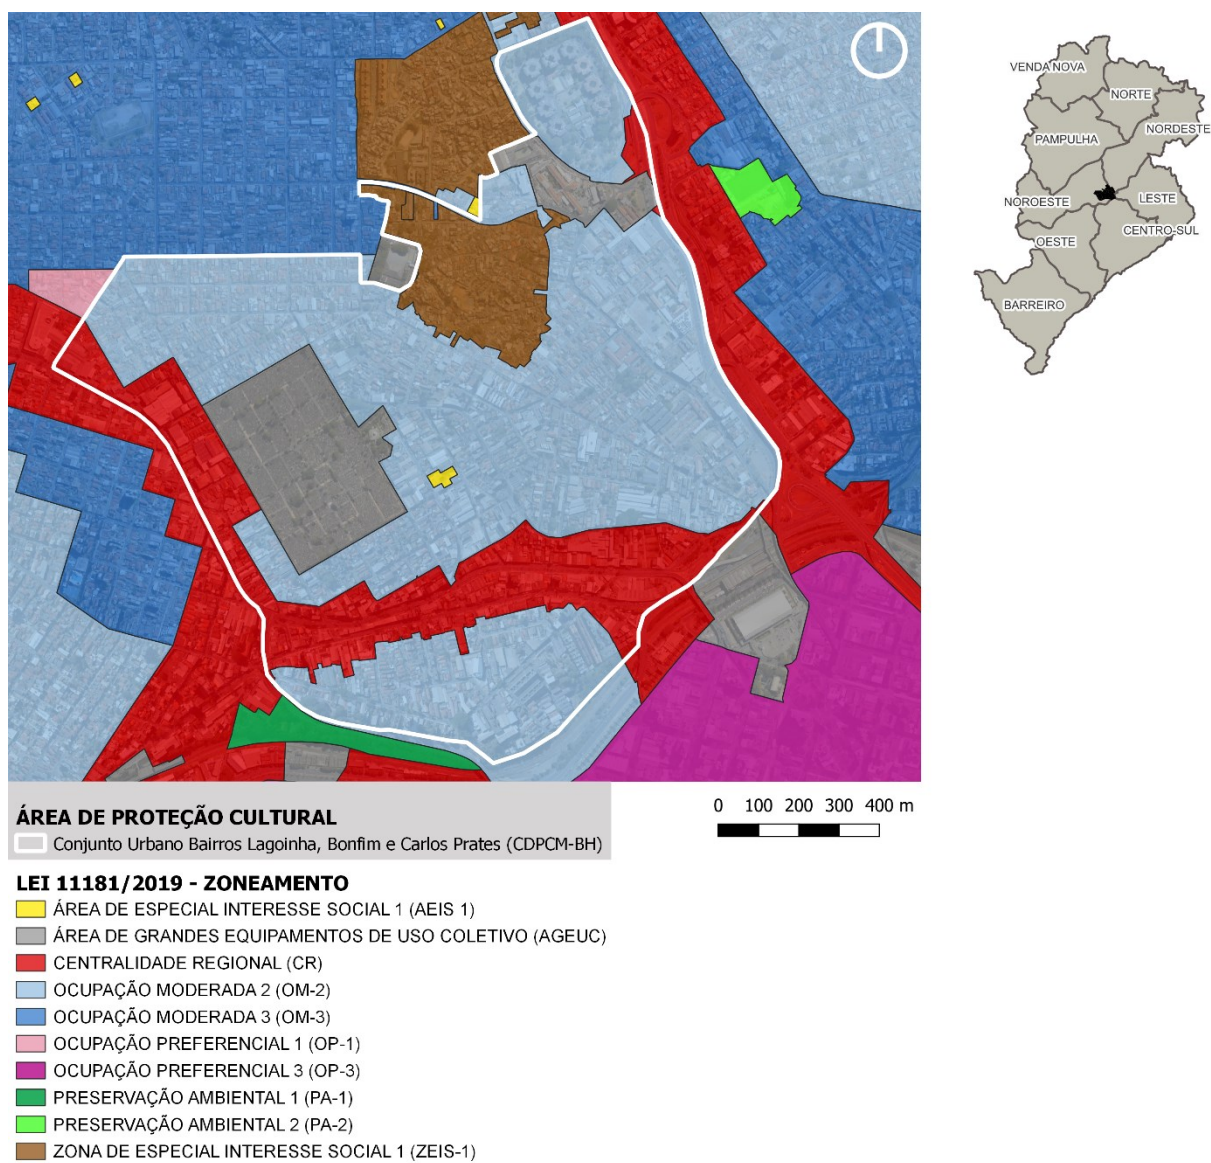 VENDA NOVA
NORTE
NORDESTE
PAMPULHA
NOROESTE
LESTE
CENTRO-SUL
OESTE
BARREIRO
ÁREA DE PROTEÇÃO CULTURAL
Conjunto Urbano Bairros Lagoinha, Bonfim e Carlos Prates (CDPCM-BH)
0 100 200 300 400 m
LEI 11181/2019 - ZONEAMENTO
ÁREA DE ESPECIAL INTERESSE SOCIAL 1 (AEIS 1)
ÁREA DE GRANDES EQUIPAMENTOS DE USO COLETIVO (AGEUC)
CENTRALIDADE REGIONAL (CR)
OCUPAÇÃO MODERADA 2 (OM-2)
OCUPAÇÃO MODERADA 3 (OM-3)
OCUPAÇÃO PREFERENCIAL 1 (OP-1)
OCUPAÇÃO PREFERENCIAL 3 (OP-3)
PRESERVAÇÃO AMBIENTAL 1 (PA-1)
PRESERVAÇÃO AMBIENTAL 2 (PA-2)
ZONA DE ESPECIAL INTERESSE SOCIAL 1 (ZEIS-1)